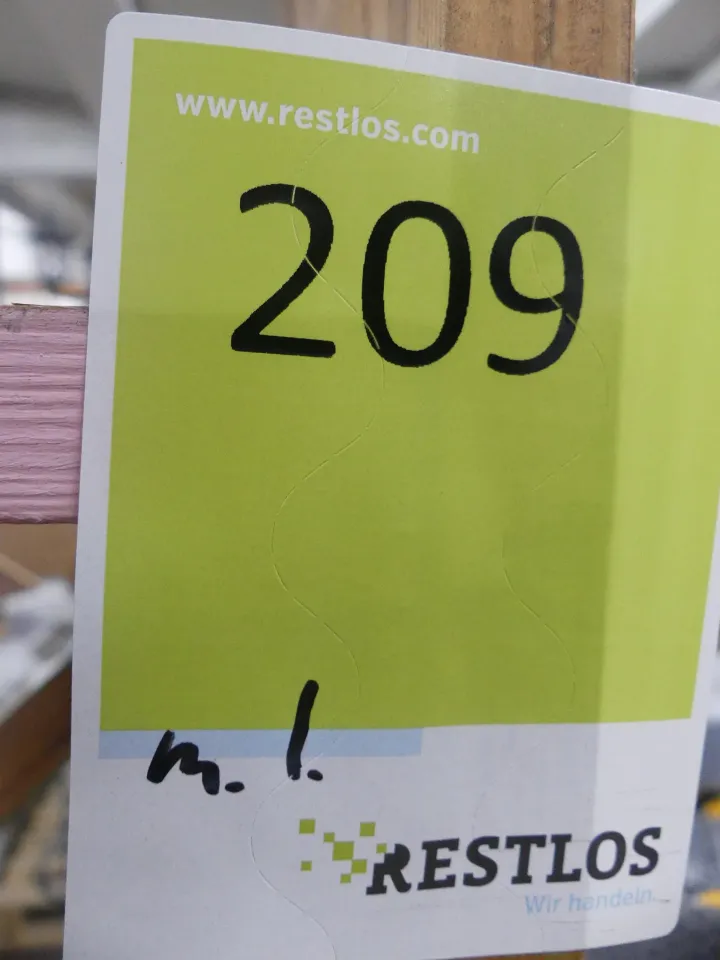 www.restlos.com
209
m. l.
RESTLOS
Wir handeln.